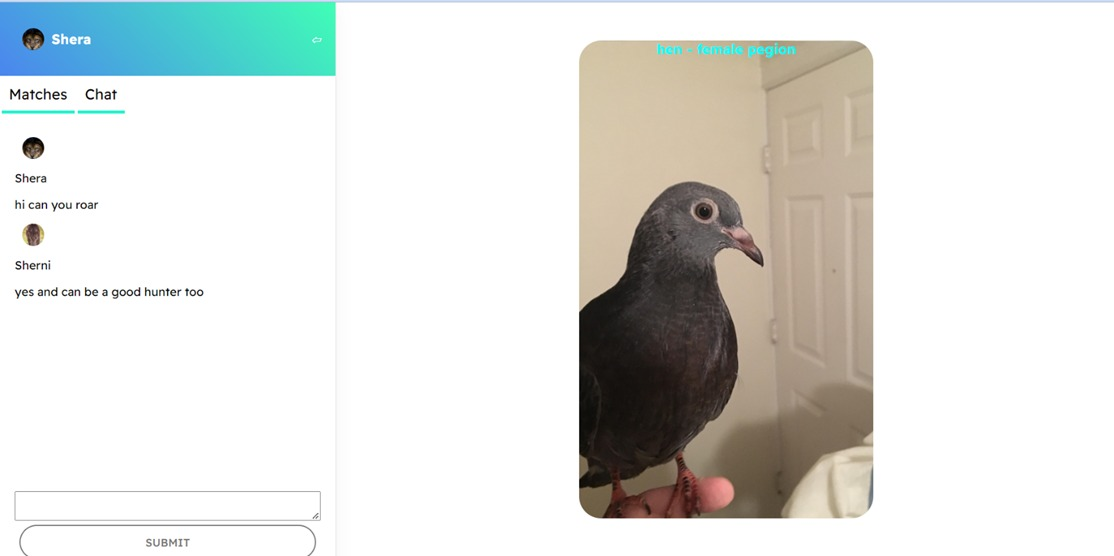 Shera
Matches Chat
Shera
hi can you roar
Sherni
yes and can be a good hunter too
SUBMIT
hen - female pegion